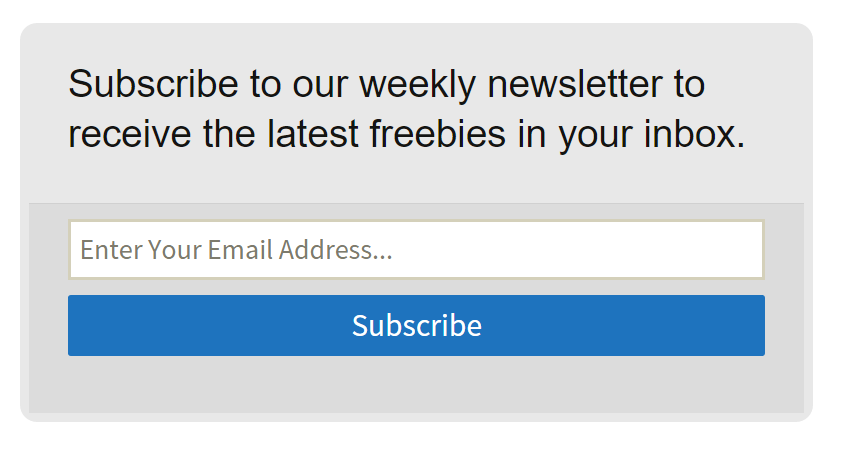 Subscribe to our weekly newsletter to
receive the latest freebies in your inbox.
Enter Your Email Address...
Subscribe